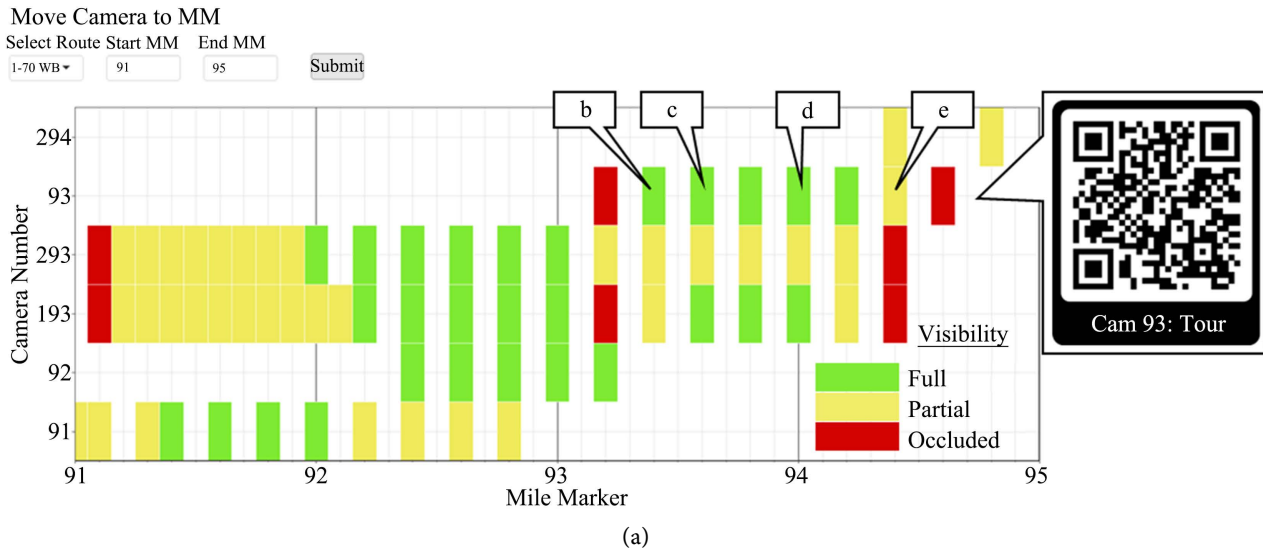 Move Camera to MM
Select Route Start MM End MM
1-70 WB 91 95 Submit
b c d e
294
93
293
193
92
91
Camera Number
Visibility
Full
Partial
Occluded
Cam 93: Tour
91 92 93 94 95
Mile Marker
(a)